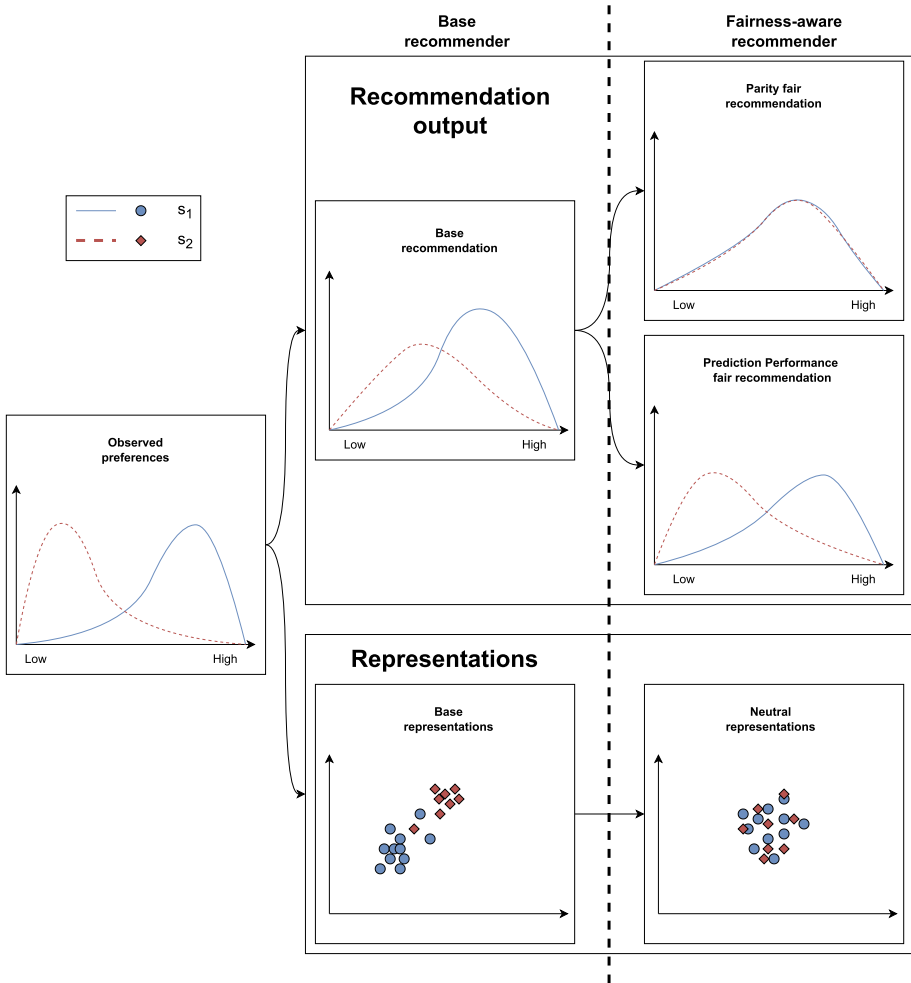 Base
recommender
Fairness-aware
recommender
Recommendation
output
Parity fair
recommendation
Low
High
s1
s2
Base
recommendation
Low
High
Prediction Performance
fair recommendation
Low
High
Observed
preferences
Low
High
Representations
Base
representations
Neutral
representations